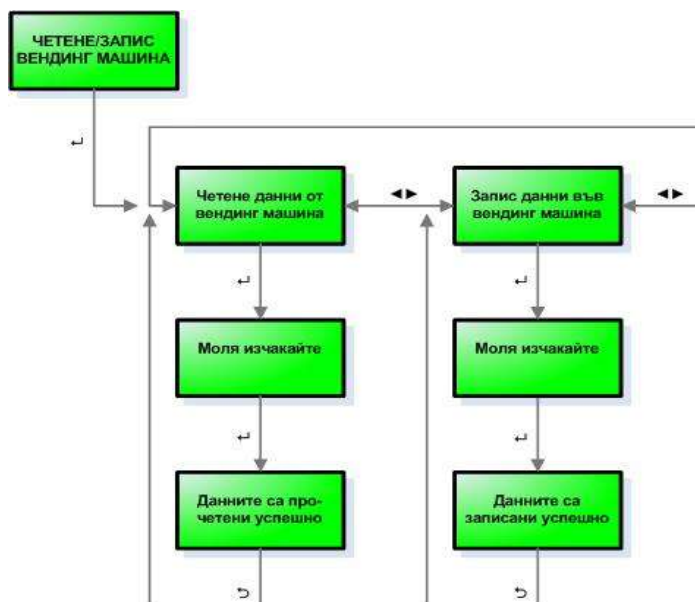 ЧЕТЕНЕ/ЗАПИС
ВЕНДИНГ МАШИНА
Четене данни от
вендинг машина
Запис данни във
вендинг машина
Моля изчакайте
Моля изчакайте
Данните са про-
четени успешно
Данните са
записани успешно